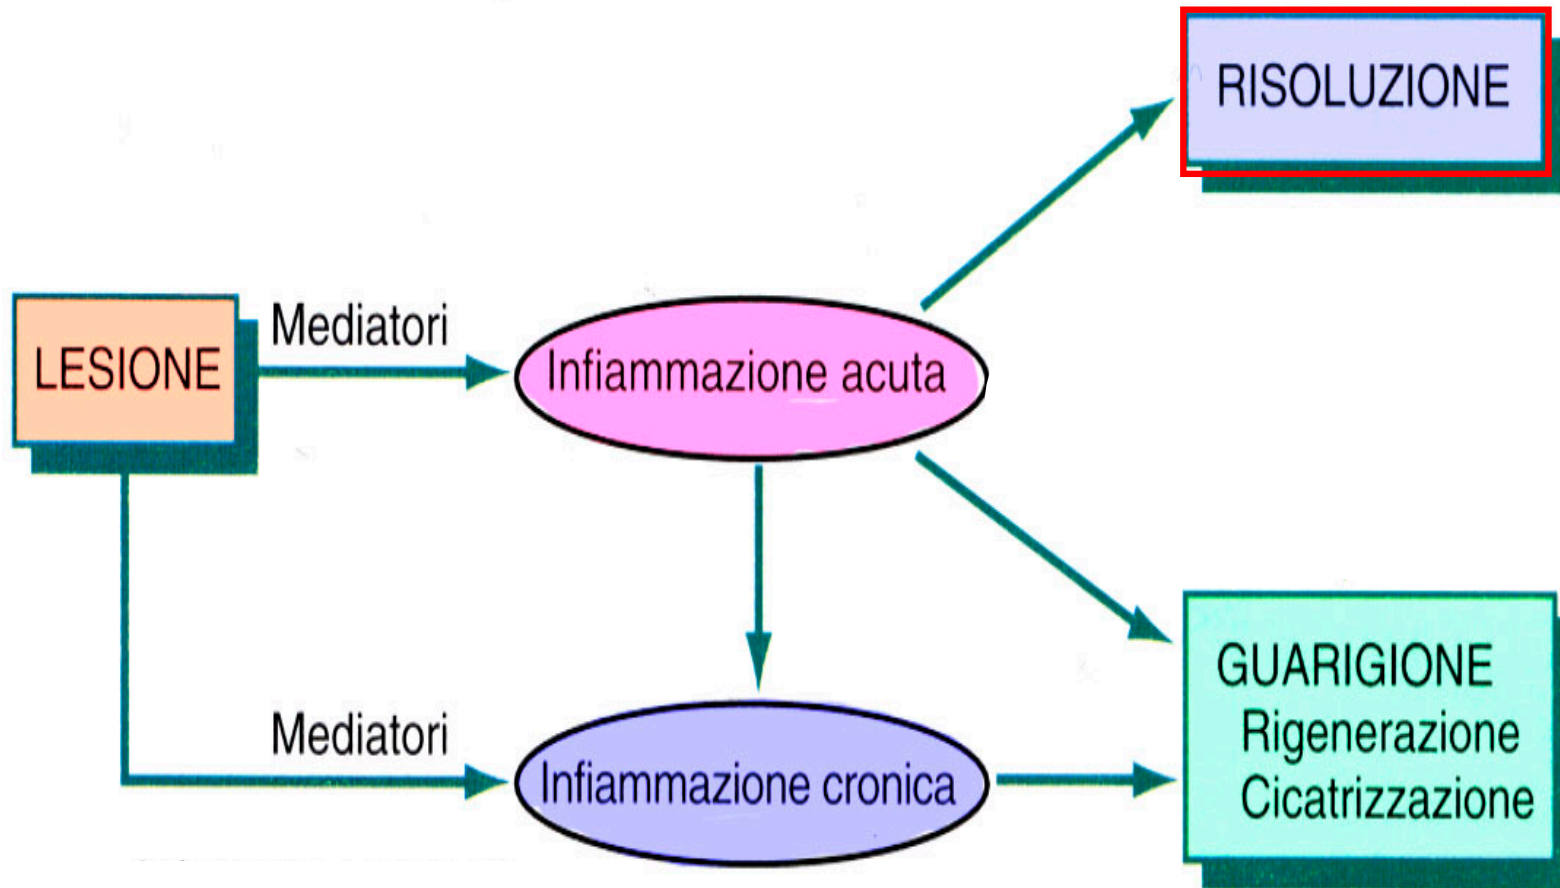 RISOLUZIONE
Mediatori
LESIONE
Infiammazione acuta
GUARIGIONE
Rigenerazione
Mediatori
Infiammazione cronica
Cicatrizzazione